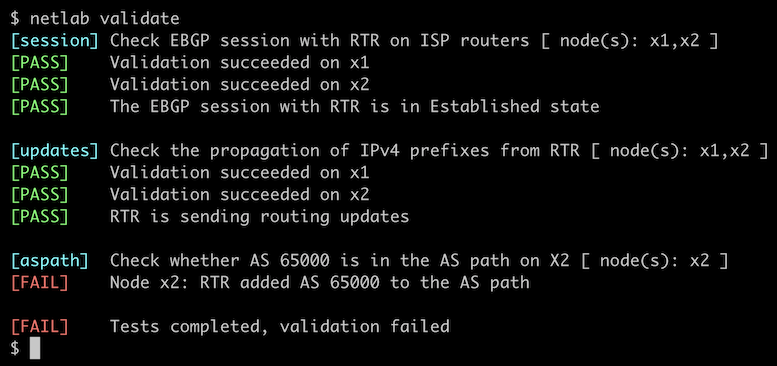 $ netlab validate
[session] Check EBGP session with RTR on ISP routers [ node(s): x1,x2 ]
[PASS]    Validation succeeded on x1
[PASS]    Validation succeeded on x2
[PASS]    The EBGP session with RTR is in Established state
[updates] Check the propagation of IPv4 prefixes from RTR [ node(s): x1,x2 ]
[PASS]    Validation succeeded on x1
[PASS]    Validation succeeded on x2
[PASS]    RTR is sending routing updates
[aspath]  Check whether AS 65000 is in the AS path on X2 [ node(s): x2 ]
[FAIL]    Node x2: RTR added AS 65000 to the AS path
[FAIL]    Tests completed, validation failed
$